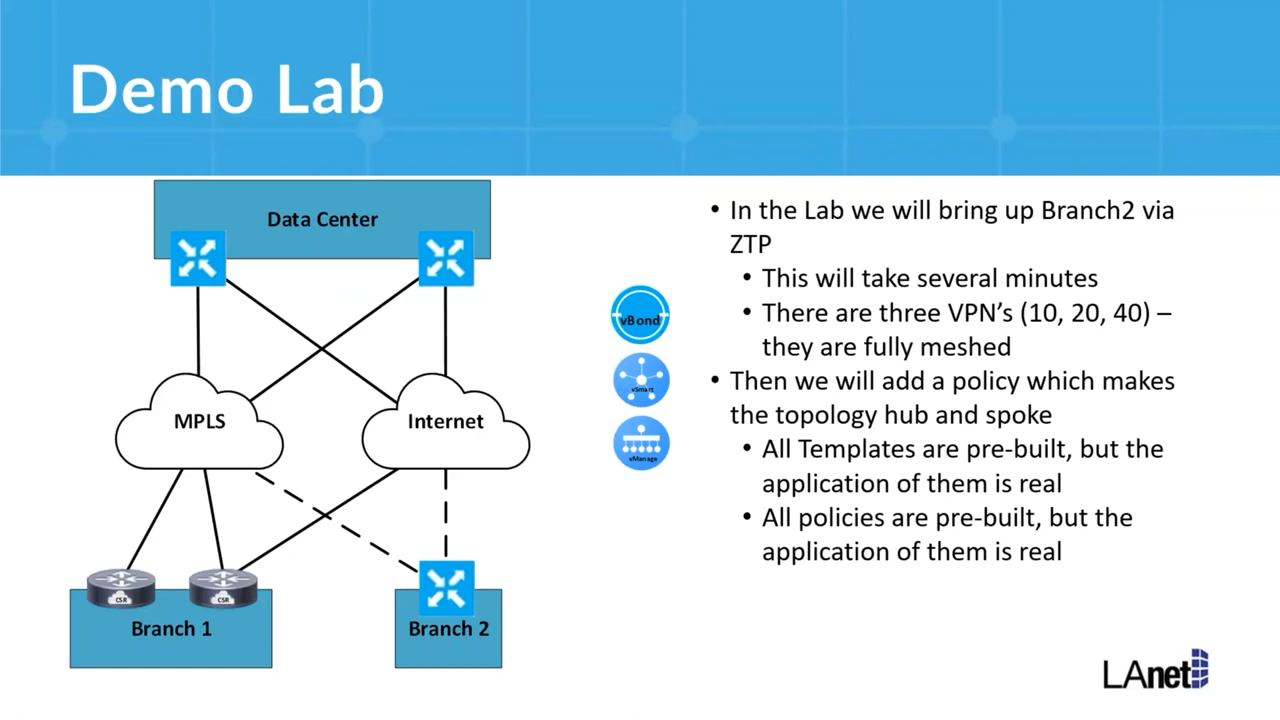 Demo Lab
Data Center
MPLS
Internet
CSR
CSR
Branch 1
Branch 2
vBond
vSmart
vManage
• In the Lab we will bring up Branch2 via
ZTP
• This will take several minutes
• There are three VPN’s (10, 20, 40) –
they are fully meshed
• Then we will add a policy which makes
the topology hub and spoke
• All Templates are pre-built, but the
application of them is real
• All policies are pre-built, but the
application of them is real
LAnet